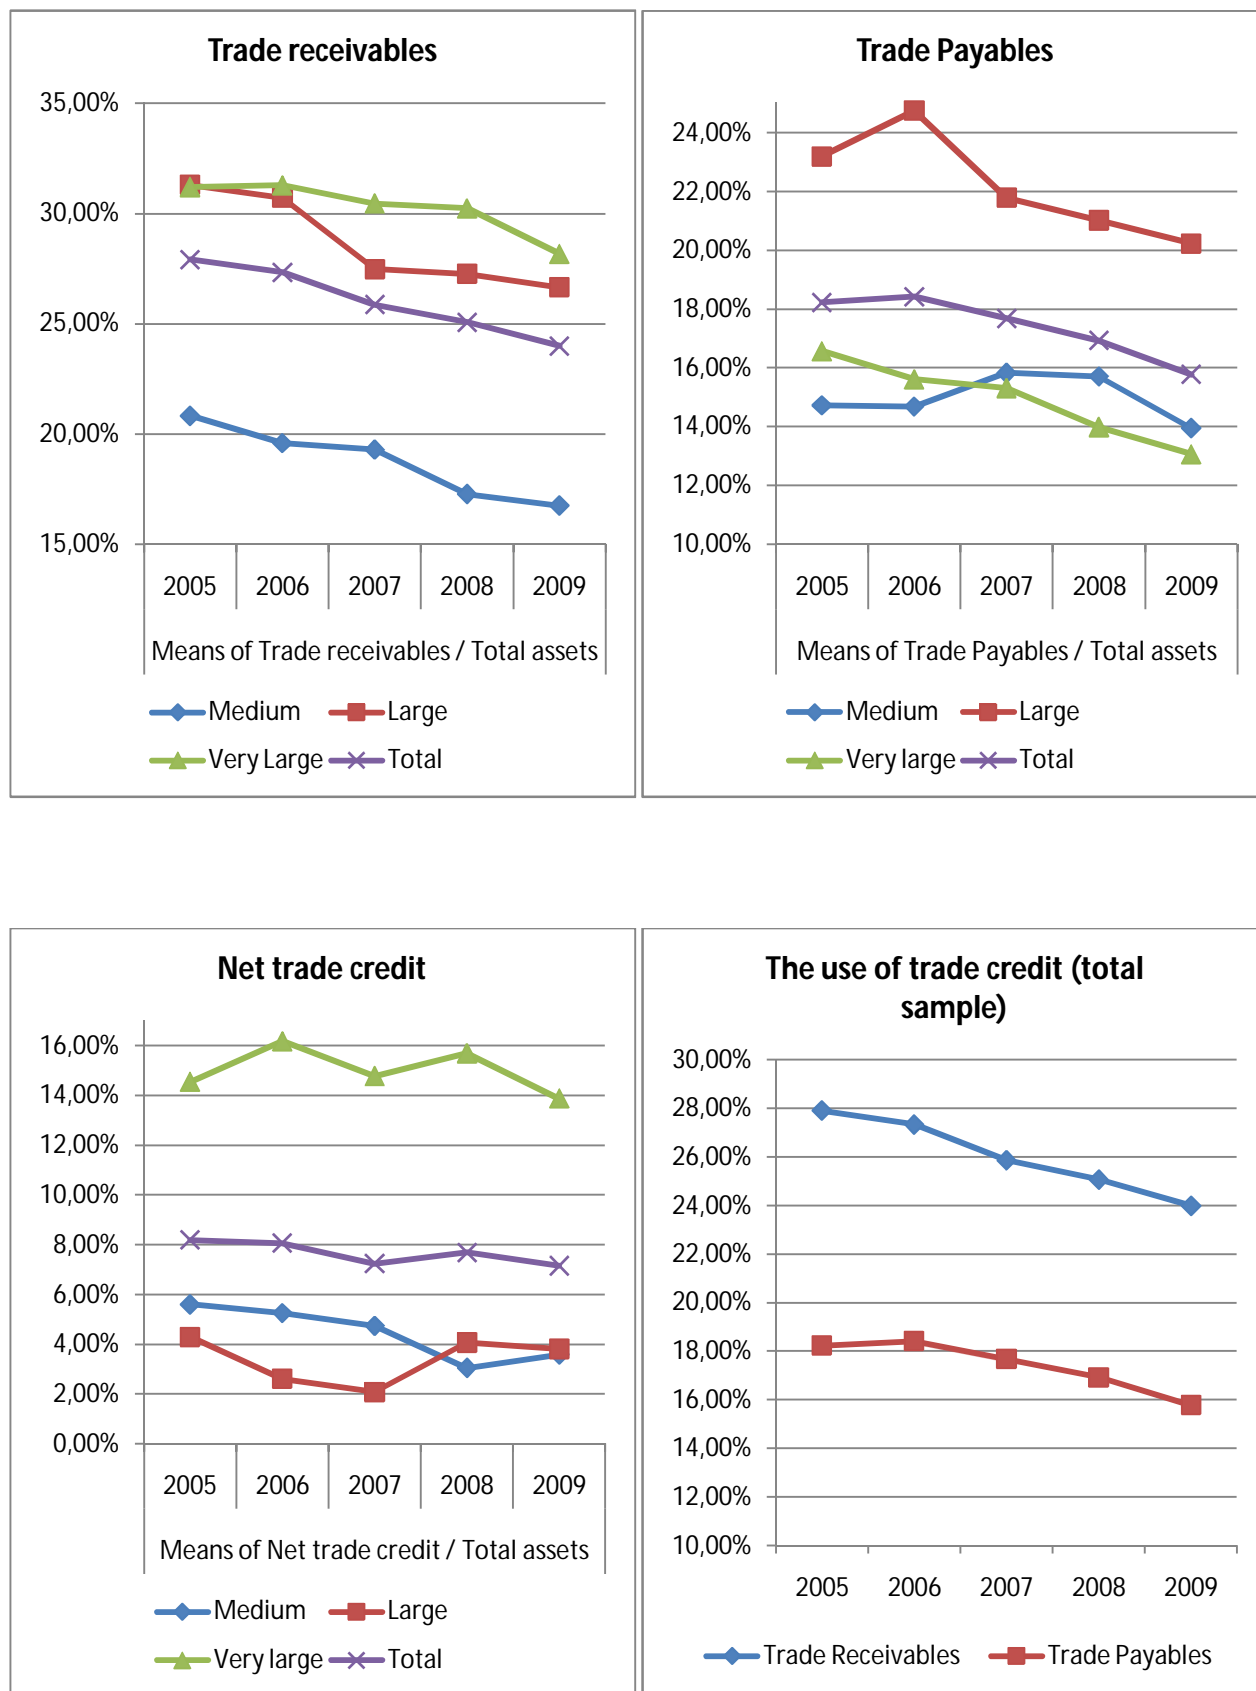 Trade receivables
35,00%
30,00%
25,00%
20,00%
15,00%
2005 2006 2007 2008 2009
Means of Trade receivables / Total assets
Medium Large
Very Large Total
Trade Payables
24,00%
22,00%
20,00%
18,00%
16,00%
14,00%
12,00%
10,00%
2005 2006 2007 2008 2009
Means of Trade Payables / Total assets
Medium Large
Very large Total
Net trade credit
16,00%
14,00%
12,00%
10,00%
8,00%
6,00%
4,00%
2,00%
0,00%
2005 2006 2007 2008 2009
Means of Net trade credit / Total assets
Medium Large
Very large Total
The use of trade credit (total
sample)
30,00%
28,00%
26,00%
24,00%
22,00%
20,00%
18,00%
16,00%
14,00%
12,00%
10,00%
2005 2006 2007 2008 2009
Trade Receivables Trade Payables